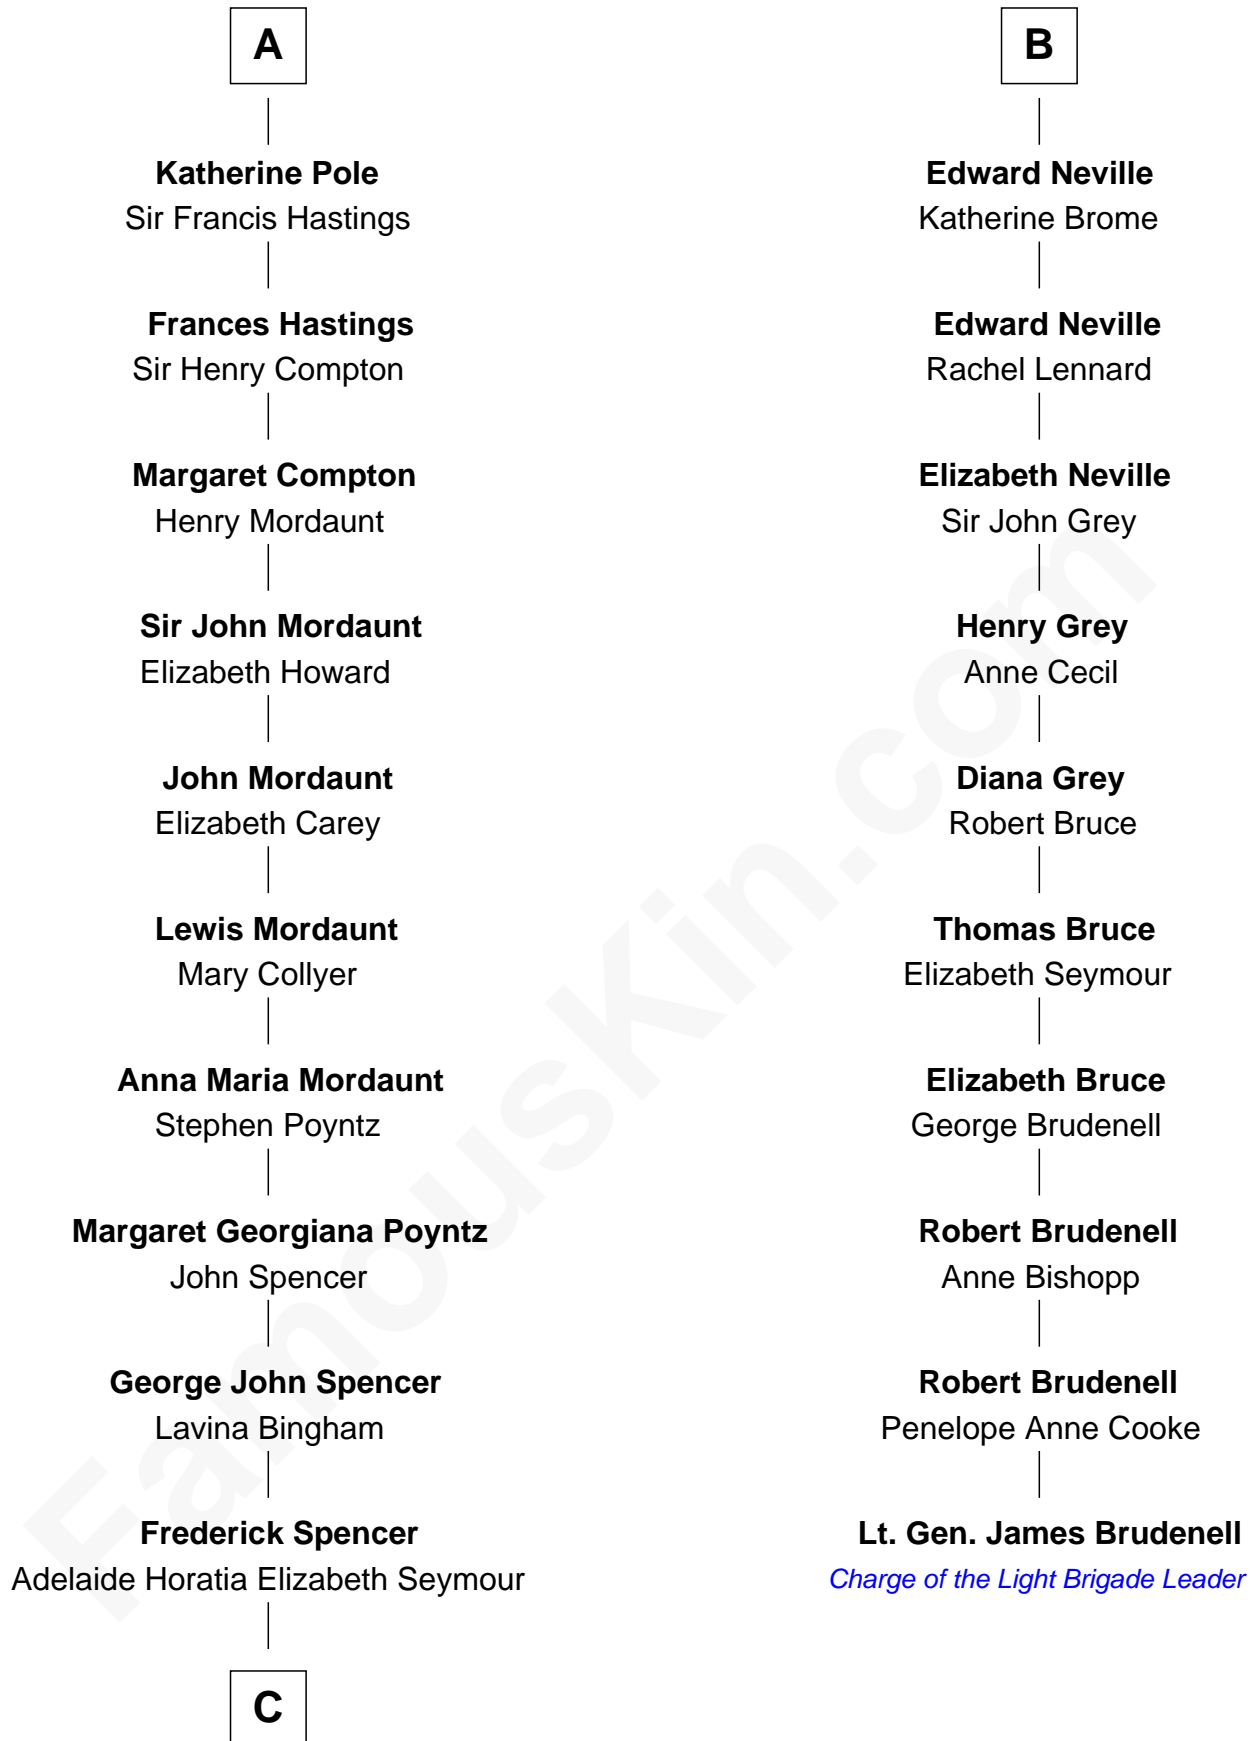 A
Katherine Pole
Sir Francis Hastings
Frances Hastings
Sir Henry Compton
Margaret Compton
Henry Mordaunt
Sir John Mordaunt
Elizabeth Howard
John Mordaunt
Elizabeth Carey
Lewis Mordaunt
Mary Collyer
Anna Maria Mordaunt
Stephen Poyntz
Margaret Georgiana Poyntz
John Spencer
George John Spencer
Lavina Bingham
Frederick Spencer
Adelaide Horatia Elizabeth Seymour
C
B
Edward Neville
Katherine Brome
Edward Neville
Rachel Lennard
Elizabeth Neville
Sir John Grey
Henry Grey
Anne Cecil
Diana Grey
Robert Bruce
Thomas Bruce
Elizabeth Seymour
Elizabeth Bruce
George Brudenell
Robert Brudenell
Anne Bishopp
Robert Brudenell
Penelope Anne Cooke
Lt. Gen. James Brudenell
Charge of the Light Brigade Leader
FamousKin.com